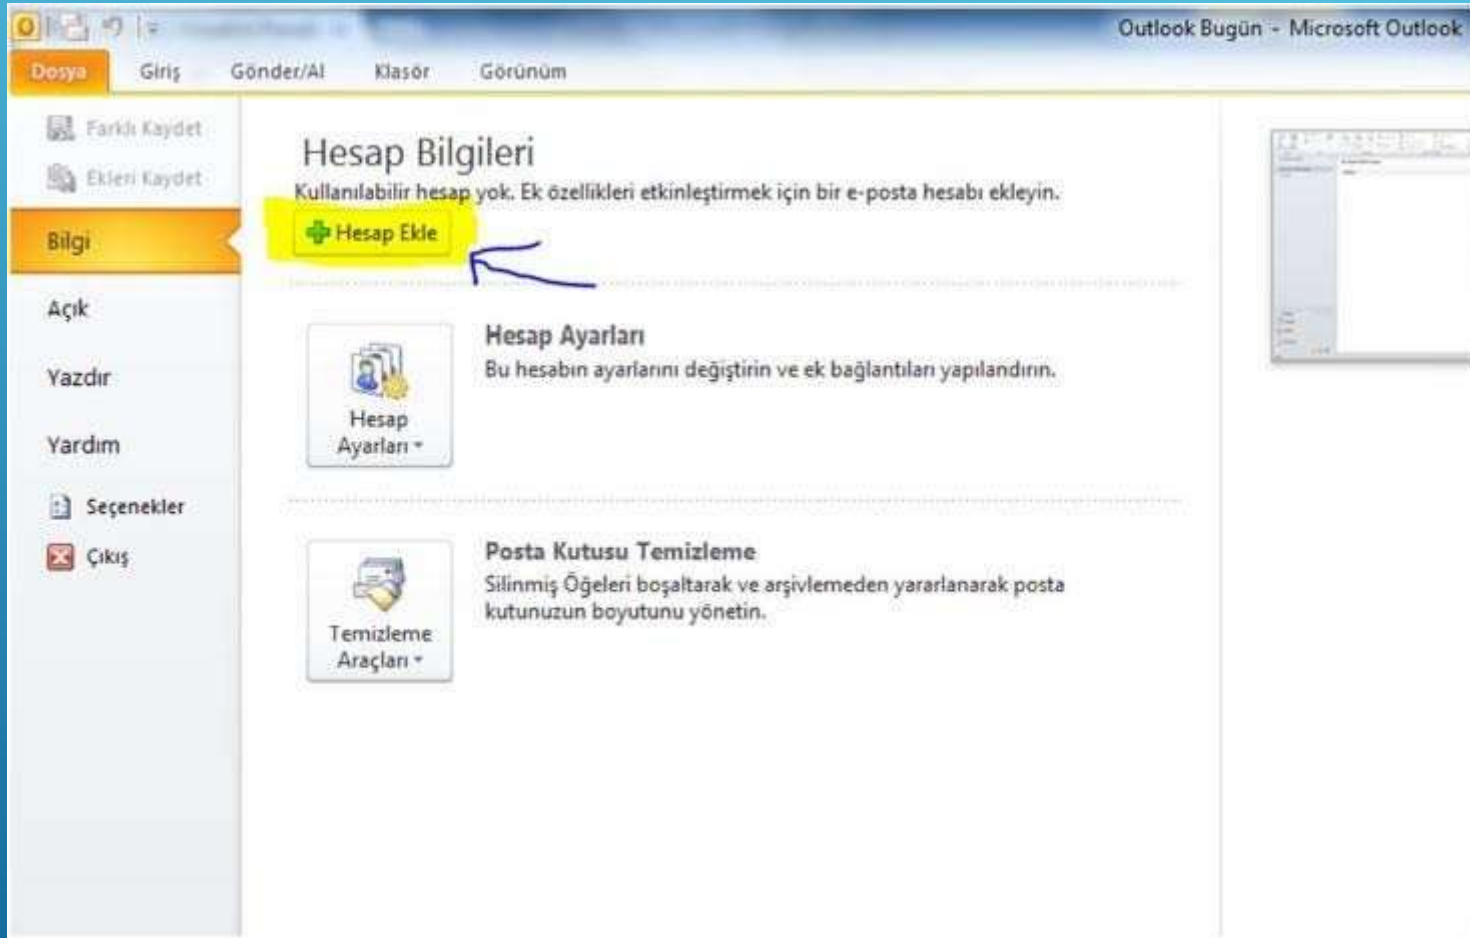 Outlook Bugün - Microsoft Outlook
Dosya Giriş Gönder/Al Klasör Görünüm
Farklı Kaydet
Ekleri Kaydet
Bilgi
Açık
Yazdır
Yardım
Seçenekler
Çıkış
Hesap Bilgileri
Kullanılabilir hesap yok. Ek özellikleri etkinleştirmek için bir e-posta hesabı ekleyin.
Hesap Ekle
Hesap Ayarları
Bu hesabın ayarlarını değiştirin ve ek bağlantıları yapılandırın.
Hesap
Ayarları
Posta Kutusu Temizleme
Silinmiş Öğeleri boşaltarak ve arşivlemeden yararlanarak posta
kutunuzun boyutunu yönetin.
Temizleme
Araçları